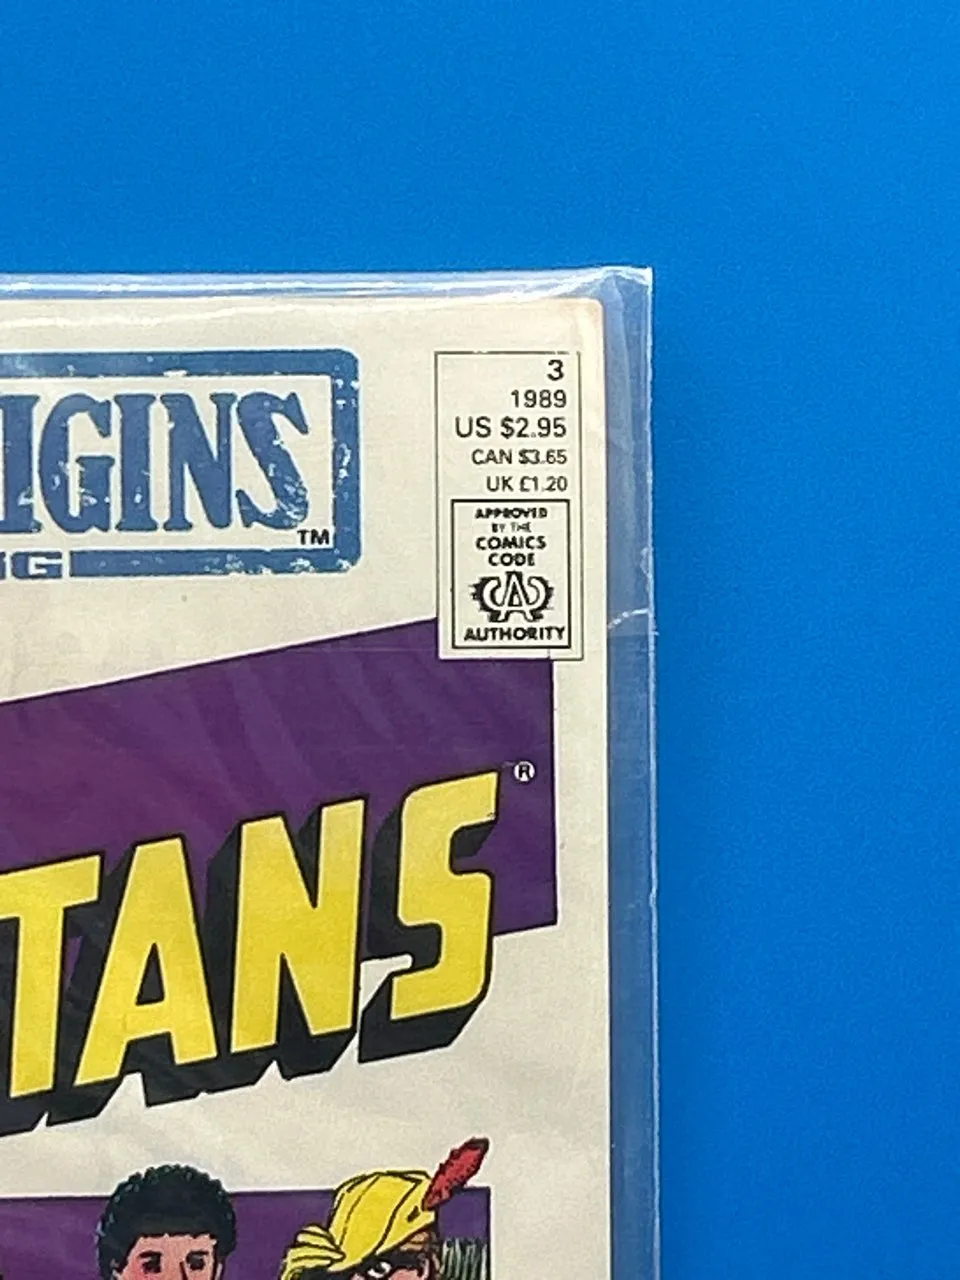 IGINS
TM
3
1989
US $2.95
CAN $3.65
UK £1.20
APPROVED
BY THE
COMICS
CODE
CA
AUTHORITY
TANS
®